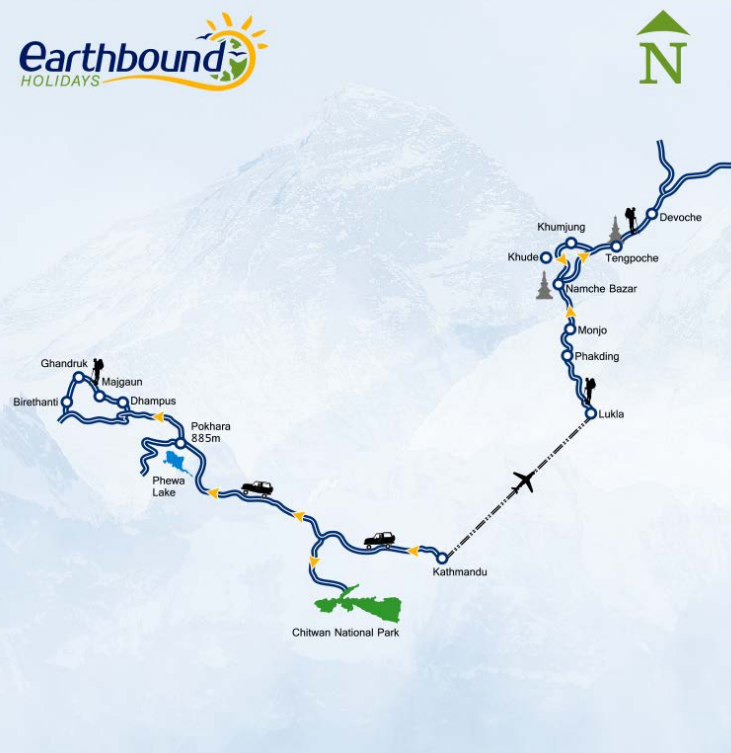 earthbound
HOLIDAYS
N
Devoche
Khumjung
Khude
Tengpoche
Namche Bazar
Monjo
Phakding
Ghandruk
Majgaun
Birethanti
Dhampus
Lukla
Pokhara
885m
Phewa
Lake
Kathmandu
Chitwan National Park